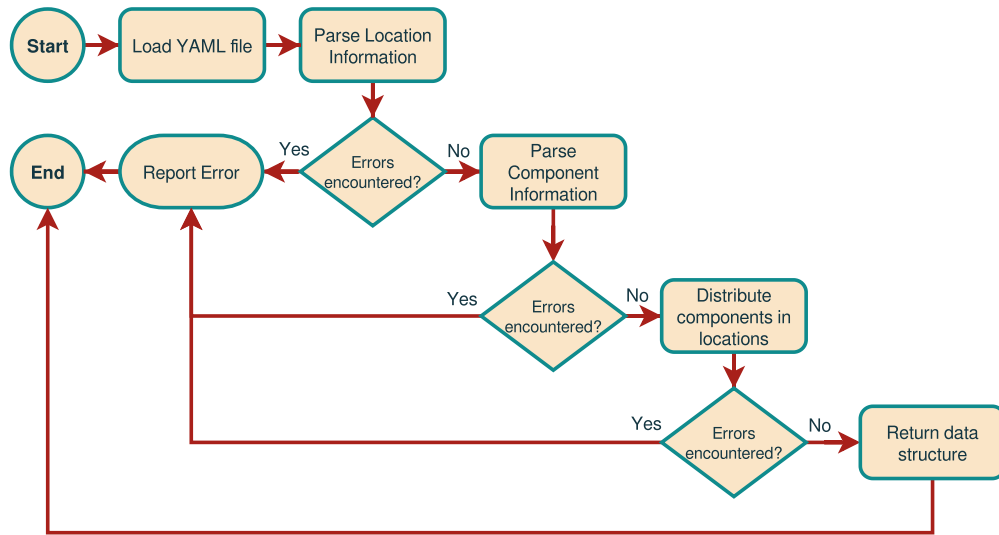 Start
Load YAML file
Parse Location
Information
Yes
Errors
encountered?
No
Parse
Component
Information
Report Error
End
Yes
Errors
encountered?
No
Distribute
components in
locations
Yes
Errors
encountered?
No
Return data
structure